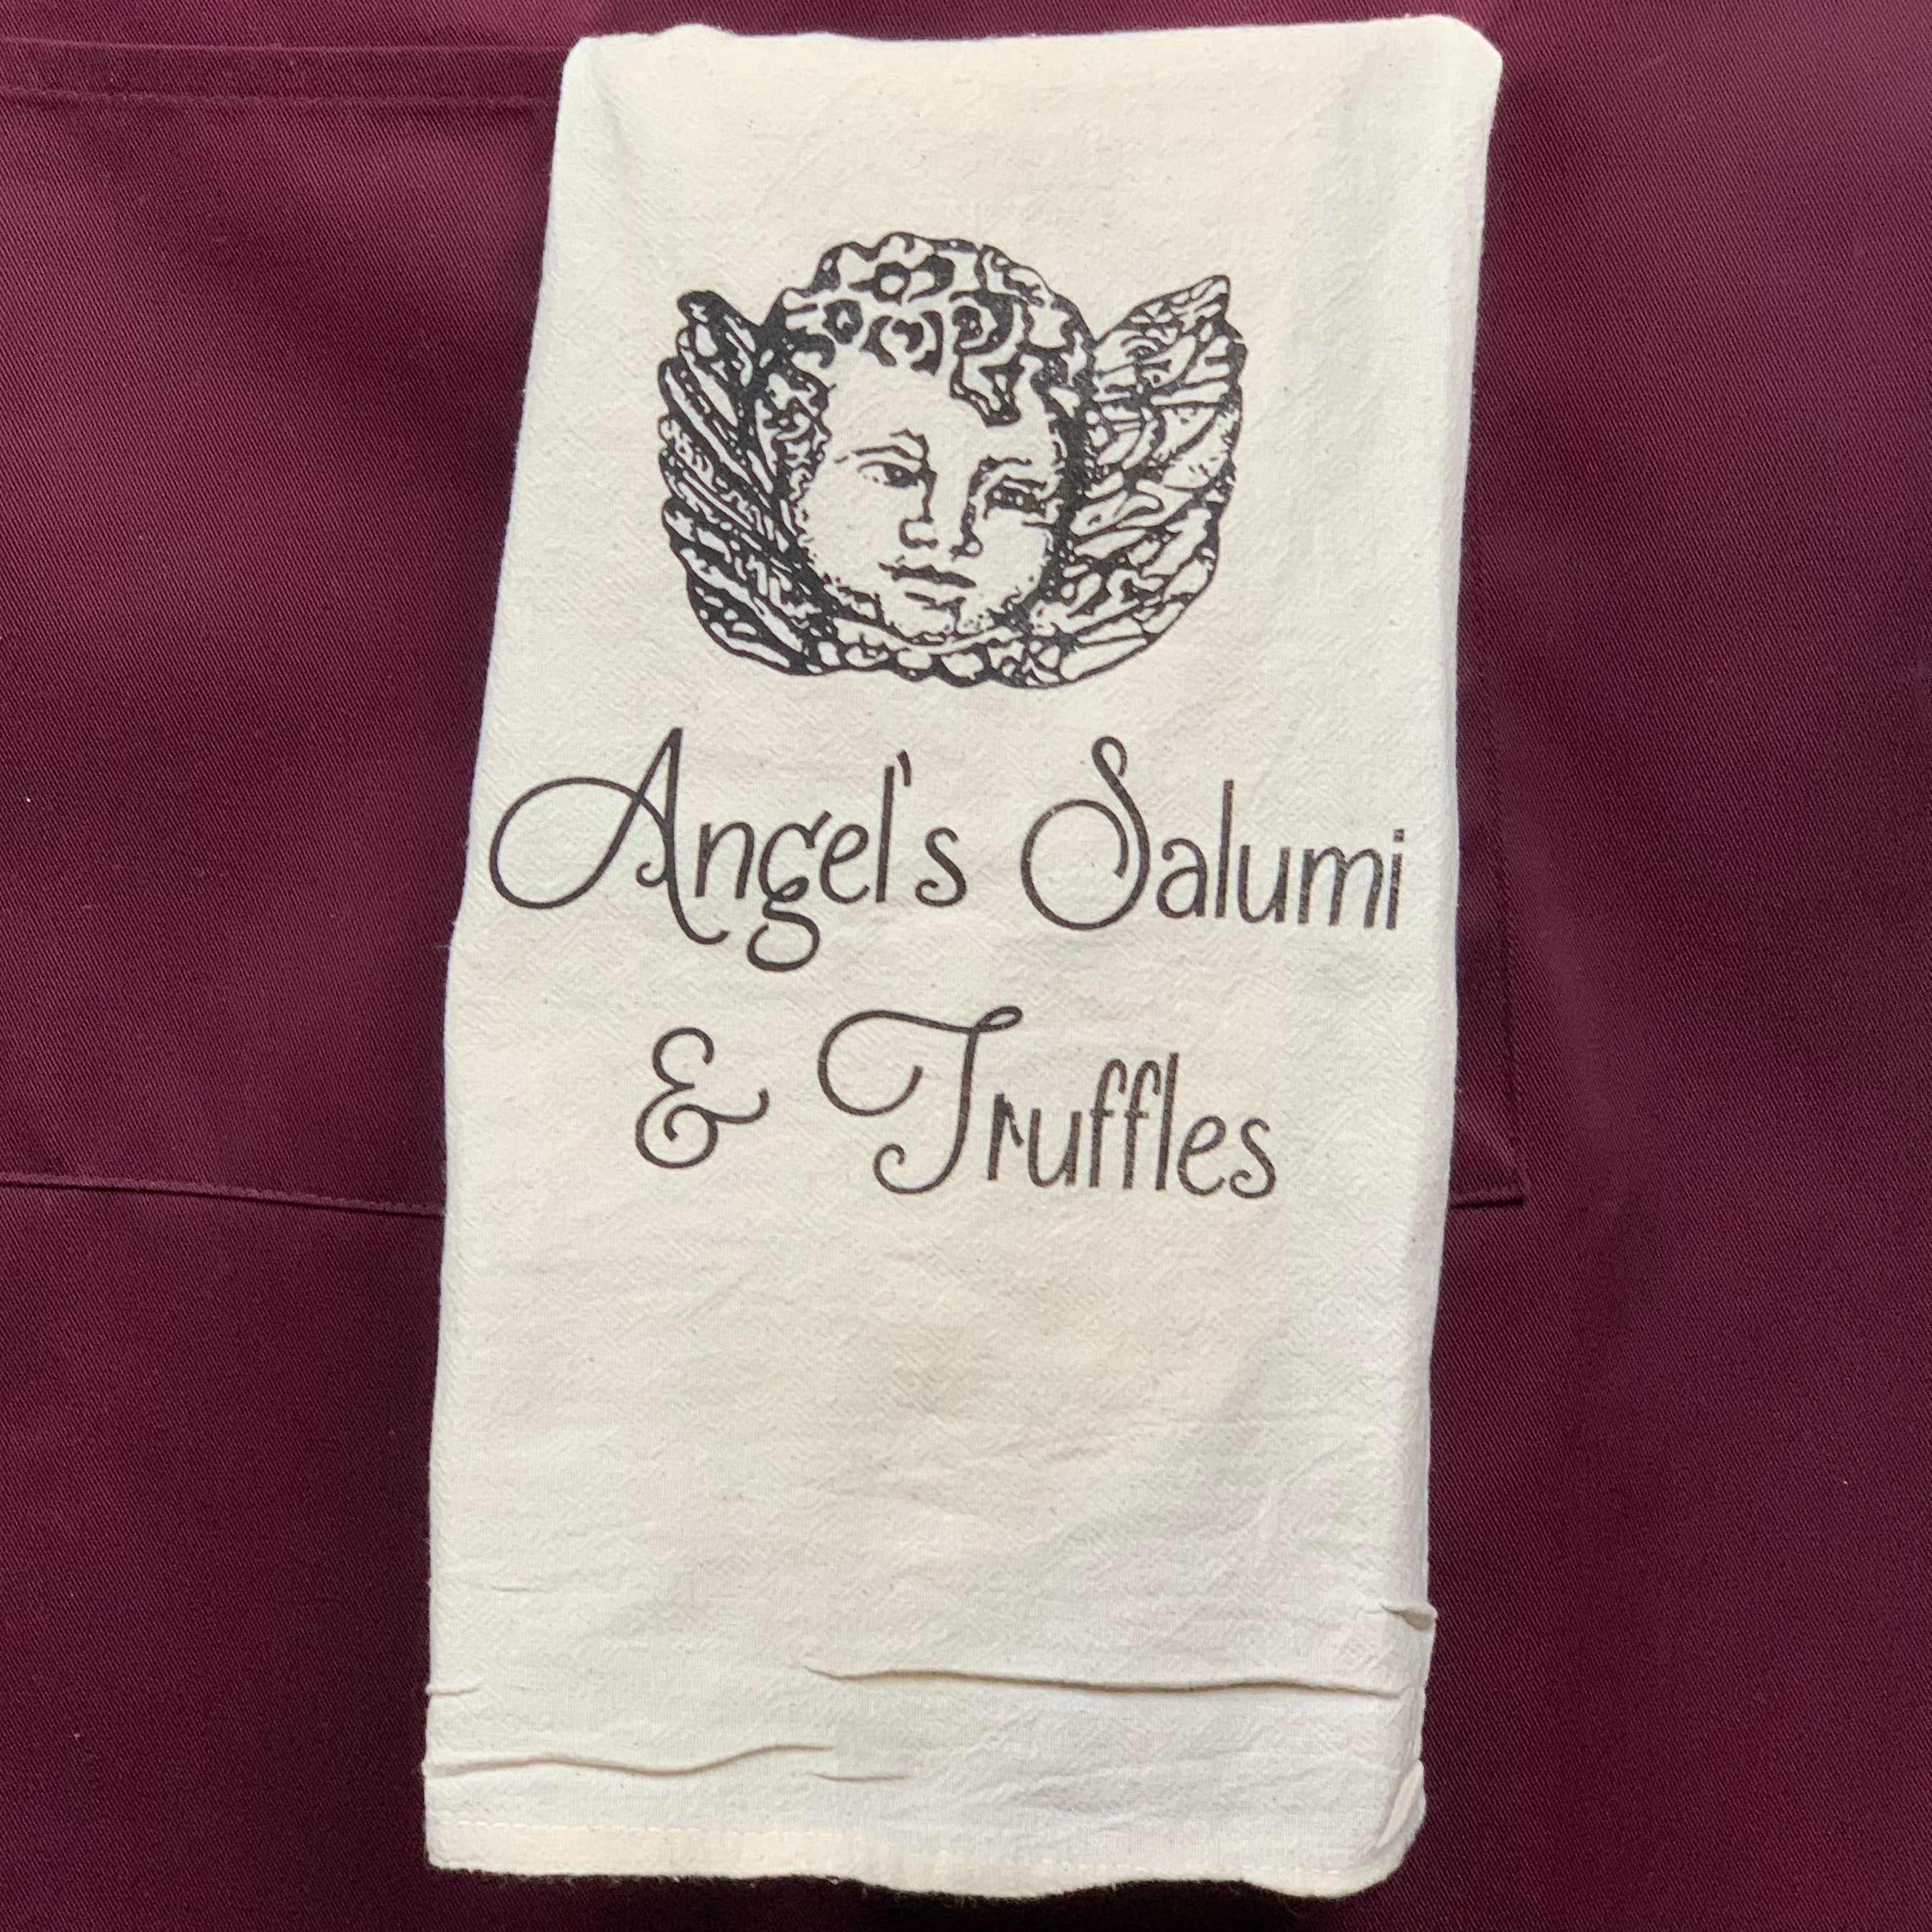 Angel's Salumi
& Truffles